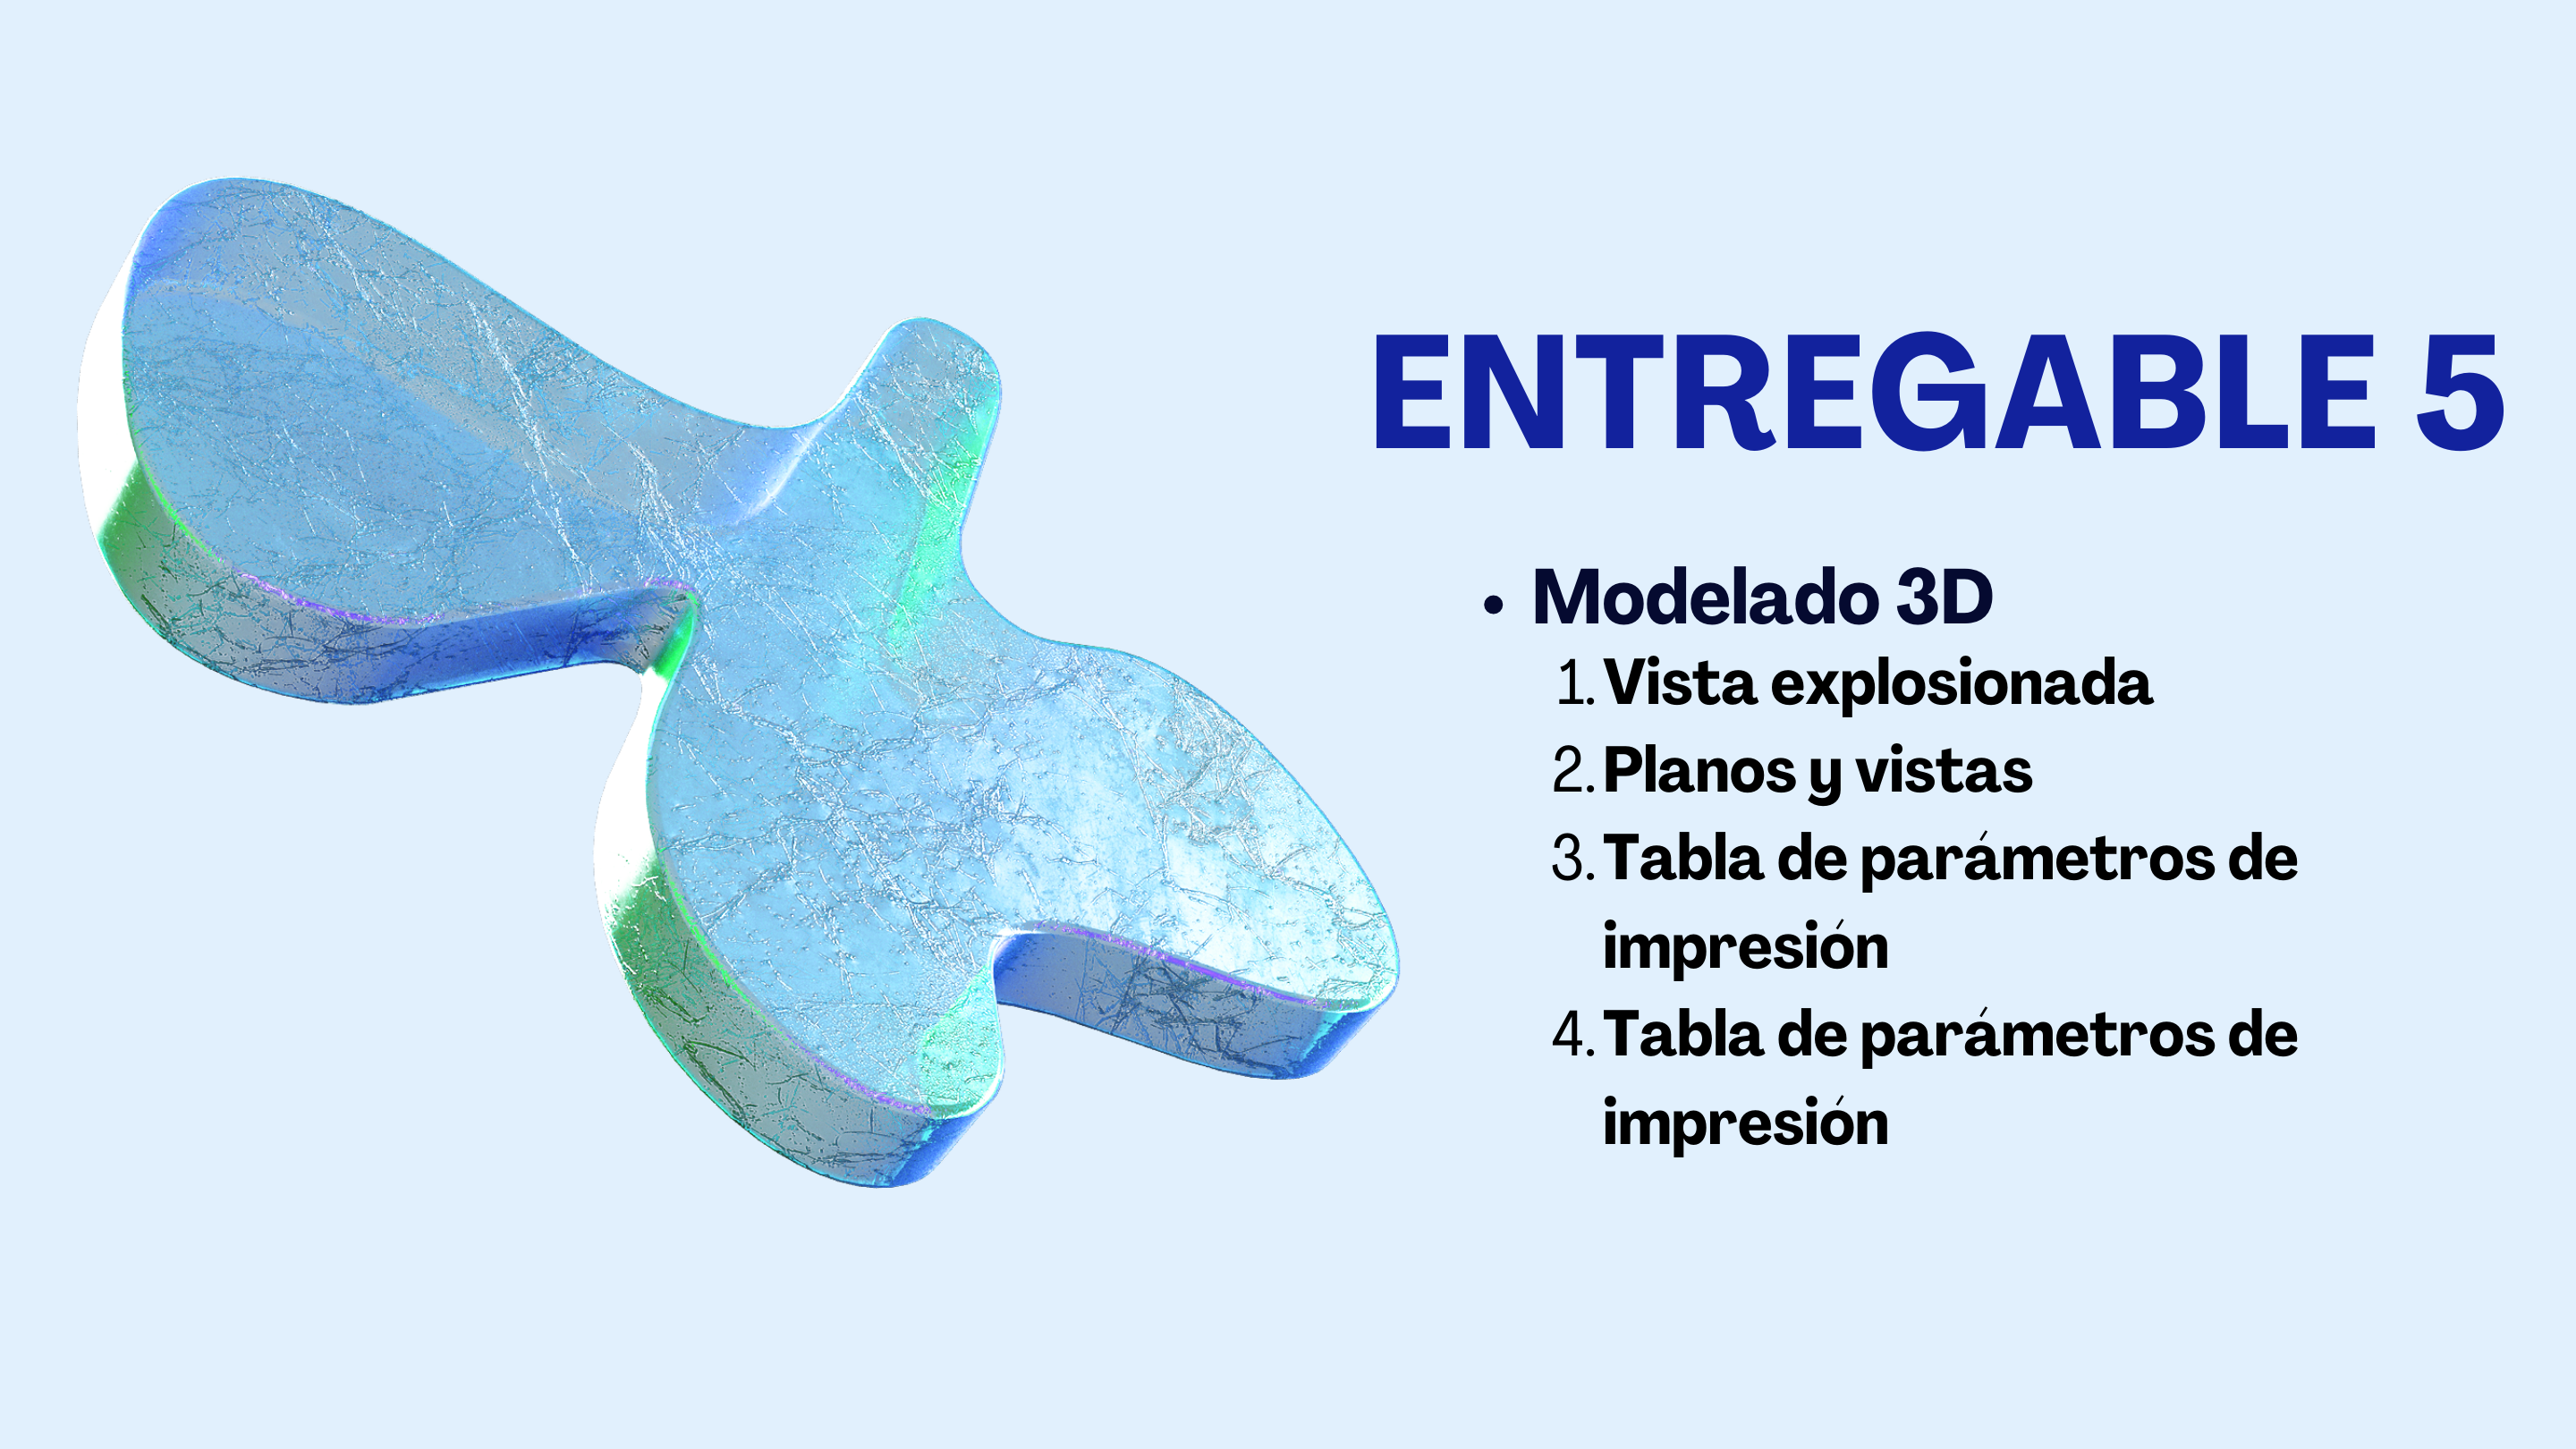 ENTREGABLE 5
• Modelado 3D
1. Vista explosionada
2. Planos y vistas
3. Tabla de parámetros de
impresión
4. Tabla de parámetros de
impresión